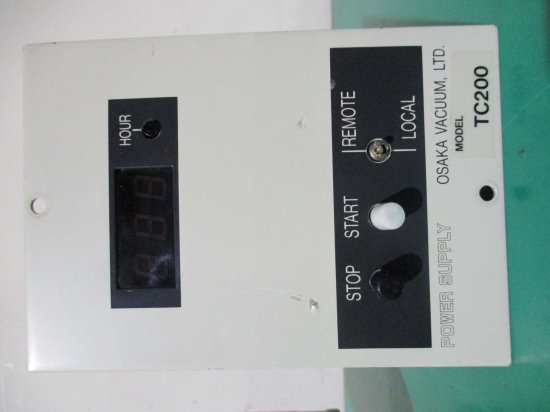 HOUR
REMOTE
LOCAL
STOP START
POWER SUPPLY
OSAKA VACUUM, LTD.
MODEL
TC200